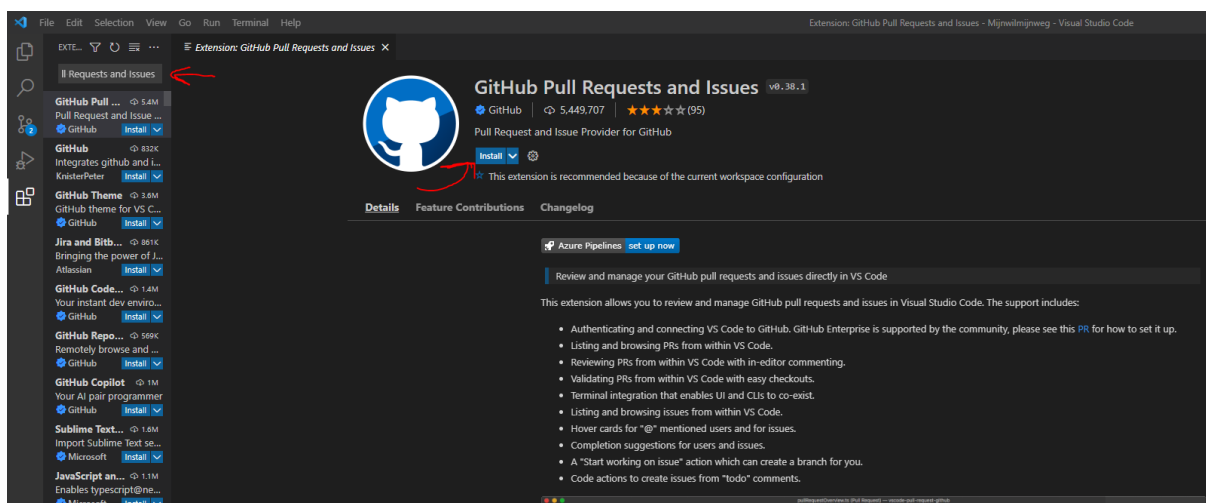 File Edit Selection View Go Run Terminal Help
Extension: GitHub Pull Requests and Issues - Mijnwilmijnweg - Visual Studio Code
EXTE...
Extension: GitHub Pull Requests and Issues
ll Requests and Issues
GitHub Pull ... 5.4M
Pull Request and Issue ...
GitHub Install
GitHub 832K
Integrates github and i...
KnisterPeter Install
GitHub Theme 3.6M
GitHub theme for VS C...
GitHub Install
Jira and Bitb... 861K
Bringing the power of J...
Atlassian Install
GitHub Code... 1.4M
Your instant dev enviro...
GitHub Install
GitHub Repo... 569K
Remotely browse and ...
GitHub Install
GitHub Copilot 1M
Your AI pair programmer
GitHub Install
Sublime Text... 1.6M
Import Sublime Text se...
Microsoft Install
JavaScript an... 1.1M
Enables typescript@ne...
Microsoft Install
2
GitHub Pull Requests and Issues v0.38.1
GitHub 5,449,707 (95)
Pull Request and Issue Provider for GitHub
Install
This extension is recommended because of the current workspace configuration
Details Feature Contributions Changelog
Azure Pipelines set up now
Review and manage your GitHub pull requests and issues directly in VS Code
This extension allows you to review and manage GitHub pull requests and issues in Visual Studio Code. The support includes:
• Authenticating and connecting VS Code to GitHub. GitHub Enterprise is supported by the community, please see this PR for how to set it up.
• Listing and browsing PRs from within VS Code.
• Reviewing PRs from within VS Code with in-editor commenting.
• Validating PRs from within VS Code with easy checkouts.
• Terminal integration that enables UI and CLIs to co-exist.
• Listing and browsing issues from within VS Code.
• Hover cards for "@" mentioned users and for issues.
• Completion suggestions for users and issues.
• A "Start working on issue" action which can create a branch for you.
• Code actions to create issues from "todo" comments.
pullRequestOverview.ts (Pull Request) — vscode-pull-request-github